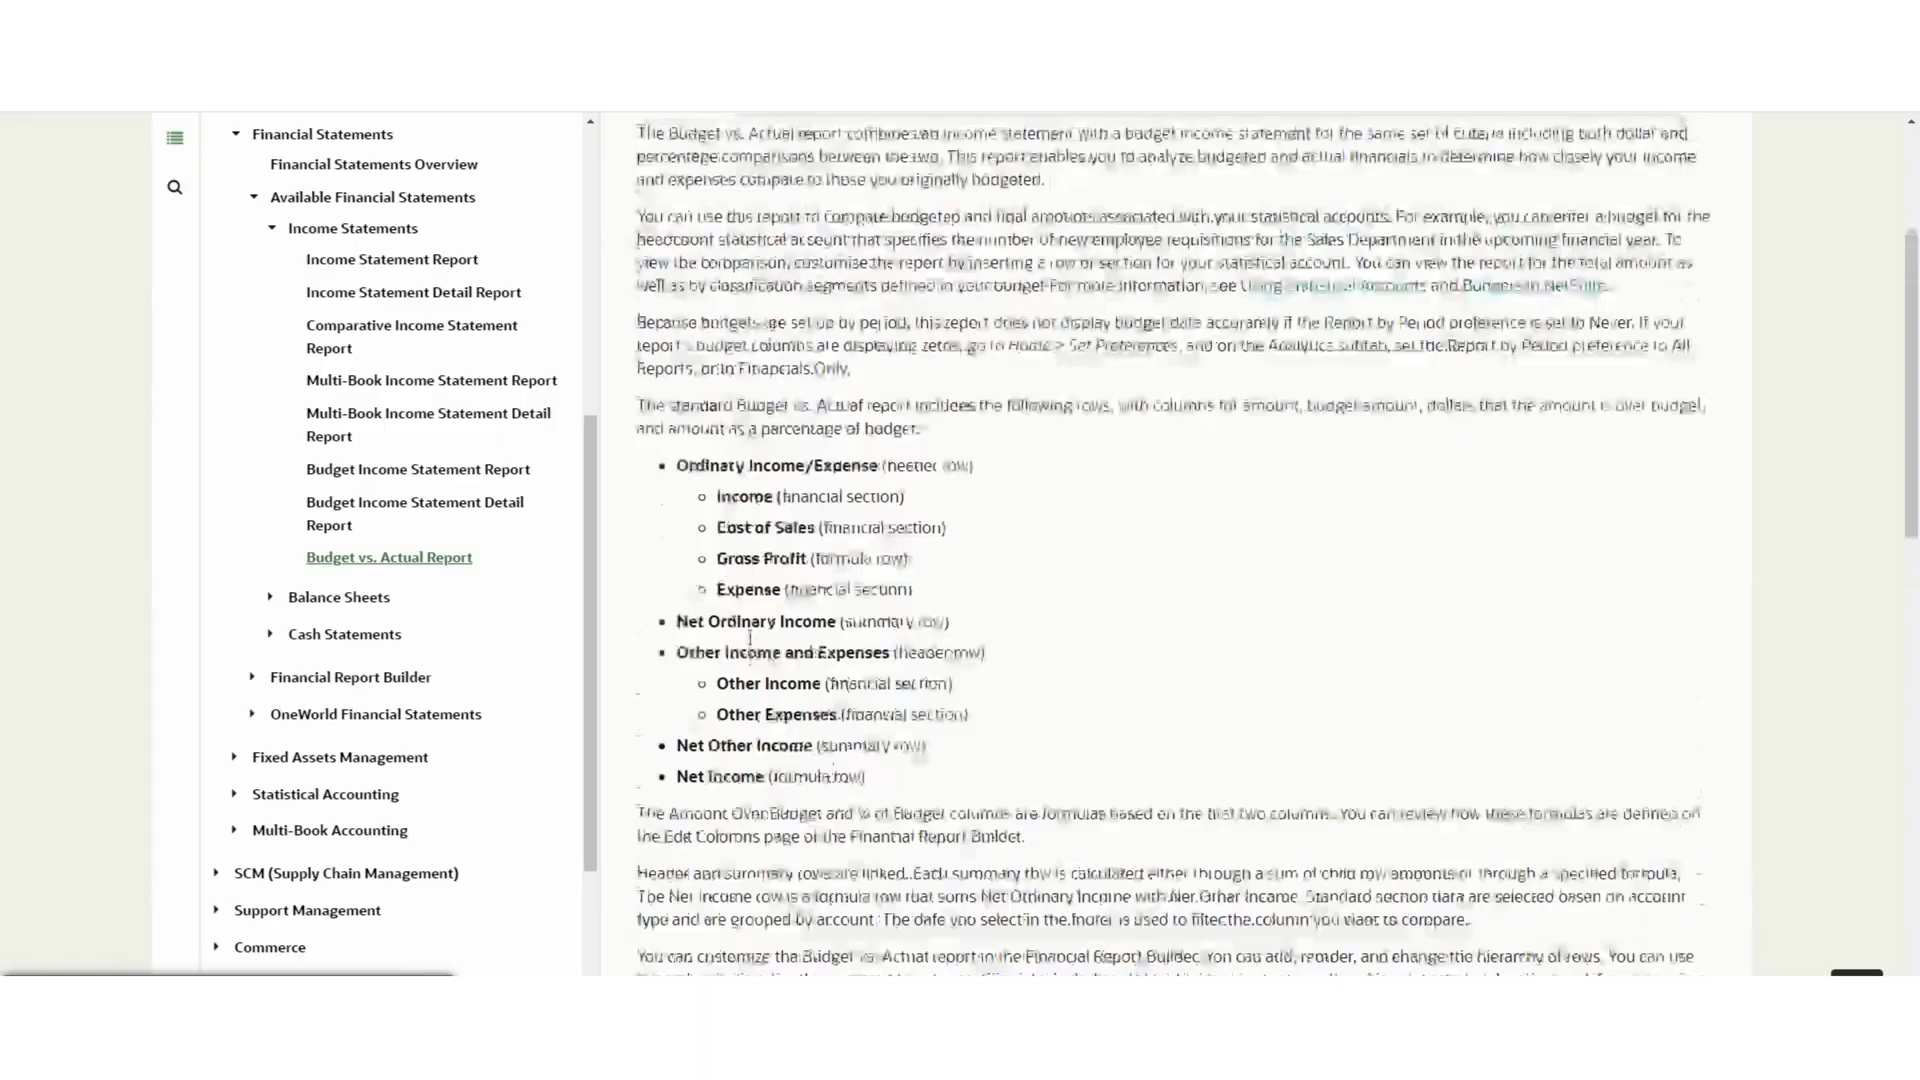 Financial Statements
Financial Statements Overview
Available Financial Statements
Income Statements
Income Statement Report
Income Statement Detail Report
Comparative Income Statement
Report
Multi-Book Income Statement Report
Multi-Book Income Statement Detail
Report
Budget Income Statement Report
Budget Income Statement Detail
Report
Budget vs. Actual Report
Balance Sheets
Cash Statements
Financial Report Builder
OneWorld Financial Statements
Fixed Assets Management
Statistical Accounting
Multi-Book Accounting
SCM (Supply Chain Management)
Support Management
Commerce
The Budget vs. Actual report combines an income statement with a budget income statement for the same set of including both dollar and
percentage comparisons between the two. This report enables you to analyze budgeted and actual financials to determine how closely your income
and expenses compare to those you originally budgeted.
You can use this report to compare budgeted and final amounts associated with your statistical accounts. For example, you can enter a budget for the
headcount statistical account that specifies the number of new employee requisitions for the Sales Department in the upcoming financial year. To
view the comparison, customise the report by inserting a row or section for your statistical account. You can view the report for the total amount as
well as by classification segments defined in your budget. For more information, see Using Statistical Accounts and Budgets in NetSuite.
Because budgets are set up by period, this report does not display budget data accurately if the Report by Period preference is set to Never. If your
report's budget columns are displaying zeros, go to Home > Set Preferences, and on the Analytics subtab, set the Report by Period preference to All
Reports, or to Financials Only.
The standard Budget vs. Actual report includes the following rows, with columns for amount, budget amount, dollars that the amount is over budget,
and amount as a percentage of budget.
Ordinary Income/Expense (header row)
Income (financial section)
Cost of Sales (financial section)
Gross Profit (formula row)
Expense (financial section)
Net Ordinary Income (summary row)
Other Income and Expenses (header row)
Other Income (financial section)
Other Expenses (financial section)
Net Other Income (summary row)
Net Income (formula row)
The Amount Over Budget and % of Budget columns are formulas based on the first two columns. You can review how these formulas are defined on
the Edit Columns page of the Financial Report Builder.
Header and summary rows are linked. Each summary row is calculated either through a sum of child row amounts or through a specified formula.
The Net Income row is a formula row that sums Net Ordinary Income with Net Other Income. Standard section data are selected based on account
type and are grouped by account. The date you select in the footer is used to filter the column you want to compare.
You can customize the Budget vs. Actual report in the Financial Report Builder. You can add, reorder, and change the hierarchy of rows. You can use